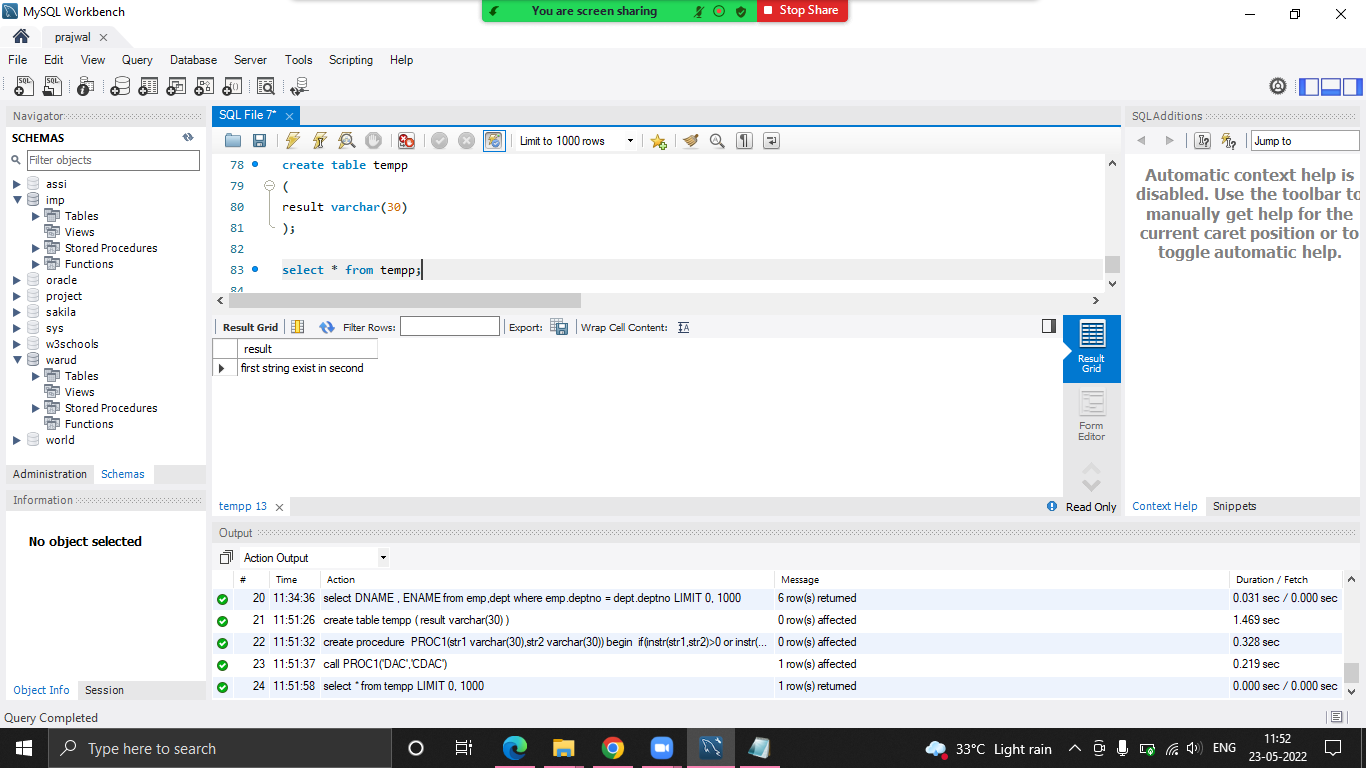 MySQL Workbench
You are screen sharing
Stop Share
prajwal
File Edit View Query Database Server Tools Scripting Help
Navigator
SCHEMAS
Filter objects
assi
imp
Tables
Views
Stored Procedures
Functions
oracle
project
sakila
sys
w3schools
warud
Tables
Views
Stored Procedures
Functions
world
Administration Schemas
Information
No object selected
Object Info Session
SQL File 7*
Limit to 1000 rows
78 create table tempp
79 (
80 result varchar(30)
81 );
82
83 select * from tempp;
84
Result Grid Filter Rows: Export: Wrap Cell Content:
result
first string exist in second
Result
Grid
Form
Editor
tempp 13
Read Only
SQLAdditions
Jump to
Automatic context help is
disabled. Use the toolbar to
manually get help for the
current caret position or to
toggle automatic help.
Context Help Snippets
Output
Action Output
# Time Action Message Duration / Fetch
20 11:34:36 select DNAME , ENAME from emp,dept where emp.deptno = dept.deptno LIMIT 0, 1000 6 row(s) returned 0.031 sec / 0.000 sec
21 11:51:26 create table tempp ( result varchar(30) ) 0 row(s) affected 1.469 sec
22 11:51:32 create procedure PROC1(str1 varchar(30),str2 varchar(30)) begin if(instr(str1,str2)>0 or instr(... 0 row(s) affected 0.328 sec
23 11:51:37 call PROC1('DAC','CDAC') 1 row(s) affected 0.219 sec
24 11:51:58 select * from tempp LIMIT 0, 1000 1 row(s) returned 0.000 sec / 0.000 sec
Query Completed
Type here to search
33°C Light rain
ENG
11:52
23-05-2022